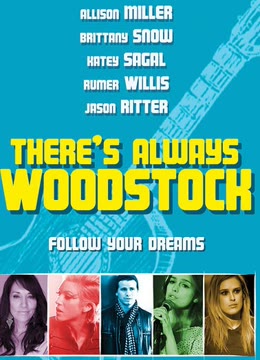 ALLISON MILLER
BRITTANY SNOW
KATEY SAGAL
RUMER WILLIS
JASON RITTER
THERE'S ALWAYS
WOODSTOCK
FOLLOW YOUR DREAMS